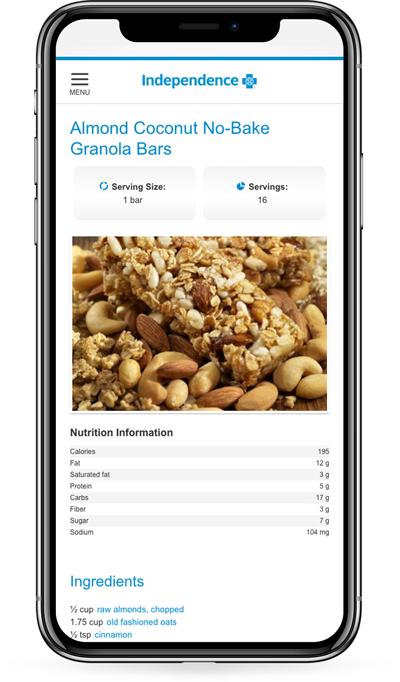 MENU
Independence
Almond Coconut No-Bake
Granola Bars
Serving Size:
1 bar
Servings:
16
Nutrition Information
Calories 195
Fat 12 g
Saturated fat 3 g
Protein 5 g
Carbs 17 g
Fiber 3 g
Sugar 7 g
Sodium 104 mg
Ingredients
½ cup raw almonds, chopped
1.75 cup old fashioned oats
½ tsp cinnamon